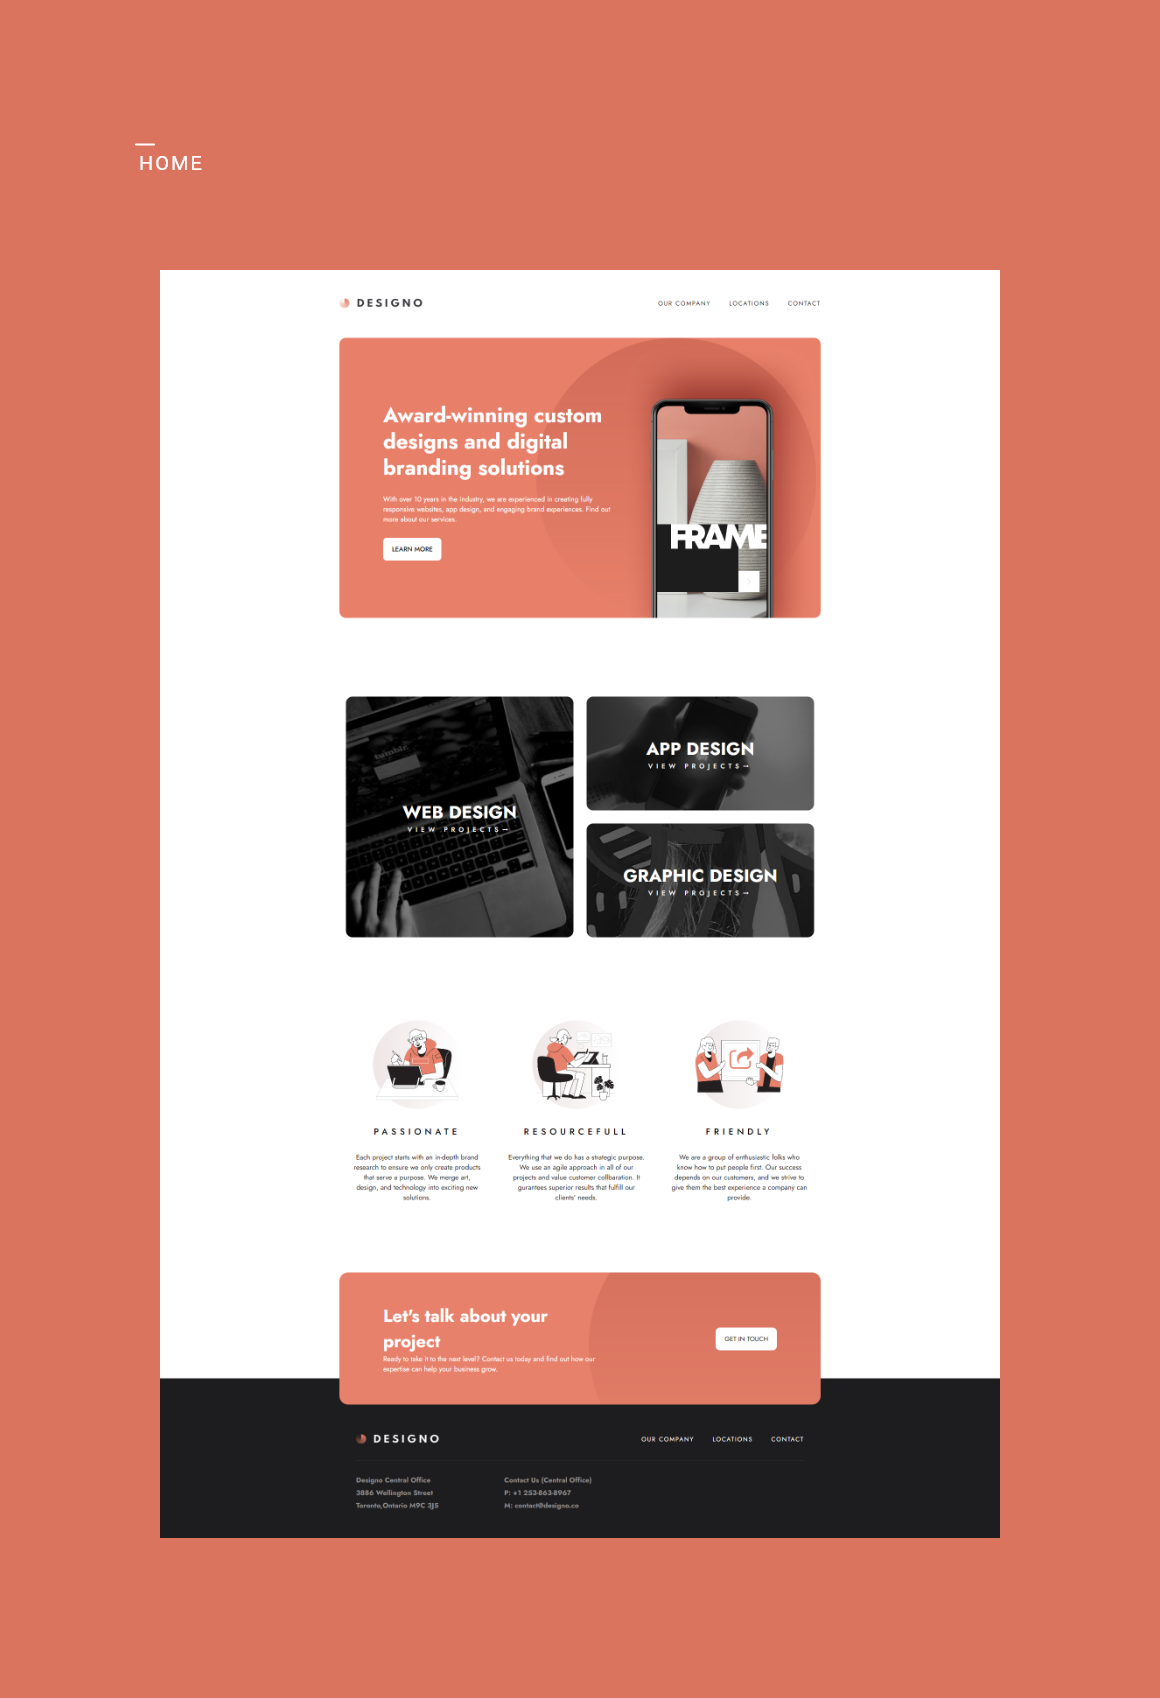 HOME
DESIGNO
OUR COMPANY LOCATIONS CONTACT
Award-winning custom
designs and digital
branding solutions
With over 10 years in the industry, we are experienced in creating fully
responsive websites, app design, and engaging brand experiences. Find out
more about our services.
LEARN MORE
FRAME
tumblr.
WEB DESIGN
VIEW PROJECTS→
APP DESIGN
VIEW PROJECTS→
GRAPHIC DESIGN
VIEW PROJECTS→
PASSIONATE
Each project starts with an in-depth brand
research to ensure we only create products
that serve a purpose. We merge art,
design, and technology into exciting new
solutions.
RESOURCEFULL
Everything that we do has a strategic purpose.
We use an agile approach in all of our
projects and value customer collbaration. It
gurantees superior results that fulfill our
clients' needs.
FRIENDLY
We are a group of enthusiastic folks who
know how to put people first. Our success
depends on our customers, and we strive to
give them the best experience a company can
provide.
Let's talk about your
project
Ready to take it to the next level? Contact us today and find out how our
expertise can help your business grow.
GET IN TOUCH
DESIGNO
OUR COMPANY LOCATIONS CONTACT
Designo Central Office
3886 Wellington Street
Toronto,Ontario M9C 3J5
Contact Us (Central Office)
P: +1 253-863-8967
M: contact@designo.co